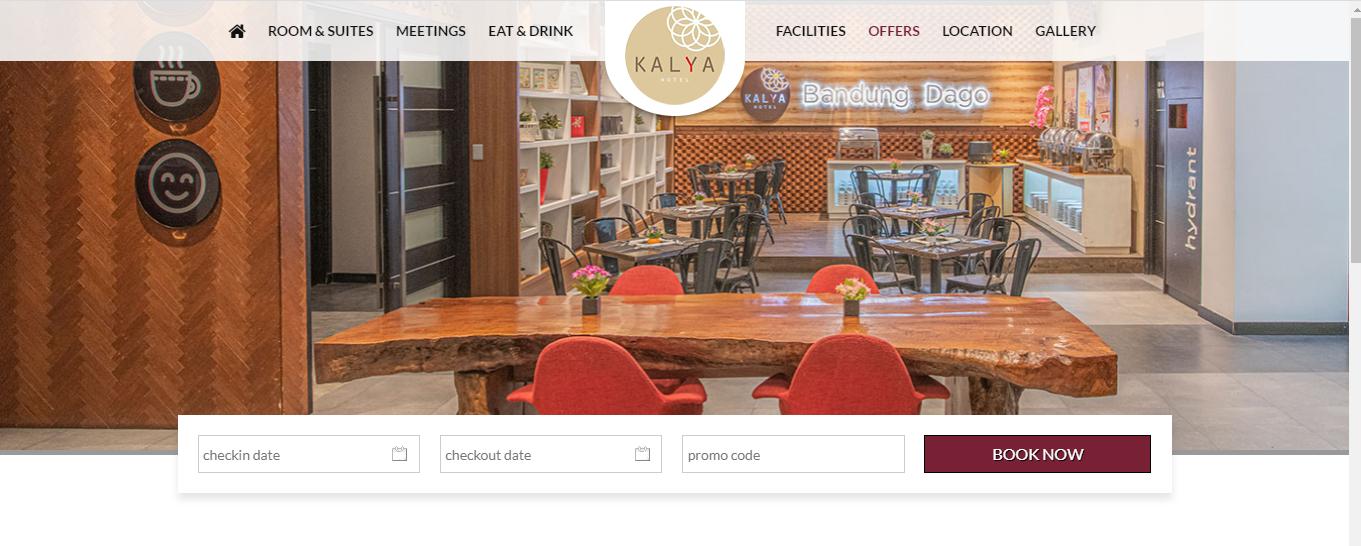 ROOM & SUITES MEETINGS EAT & DRINK
KALYA
HOTEL
FACILITIES OFFERS LOCATION GALLERY
KALYA
HOTEL
Bandung Dago
hydrant
checkin date
checkout date
promo code
BOOK NOW